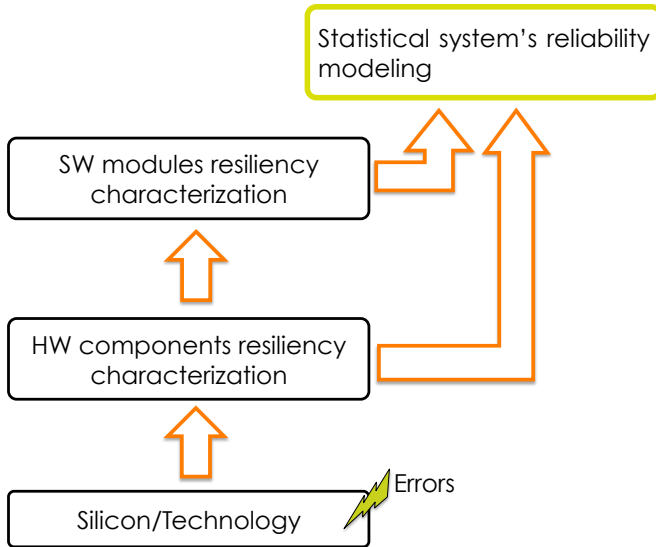 Statistical system's reliability
modeling
SW modules resiliency
characterization
HW components resiliency
characterization
Errors
Silicon/Technology